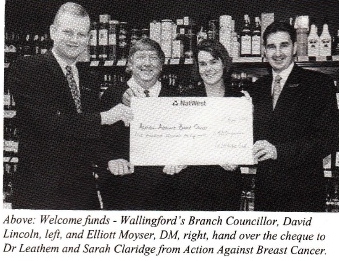 NatWest
Action Against Breast Cancer
Above: Welcome funds - Wallingford's Branch Councillor, David
Lincoln, left, and Elliott Moyser, DM, right, hand over the cheque to
Dr Leathem and Sarah Claridge from Action Against Breast Cancer.